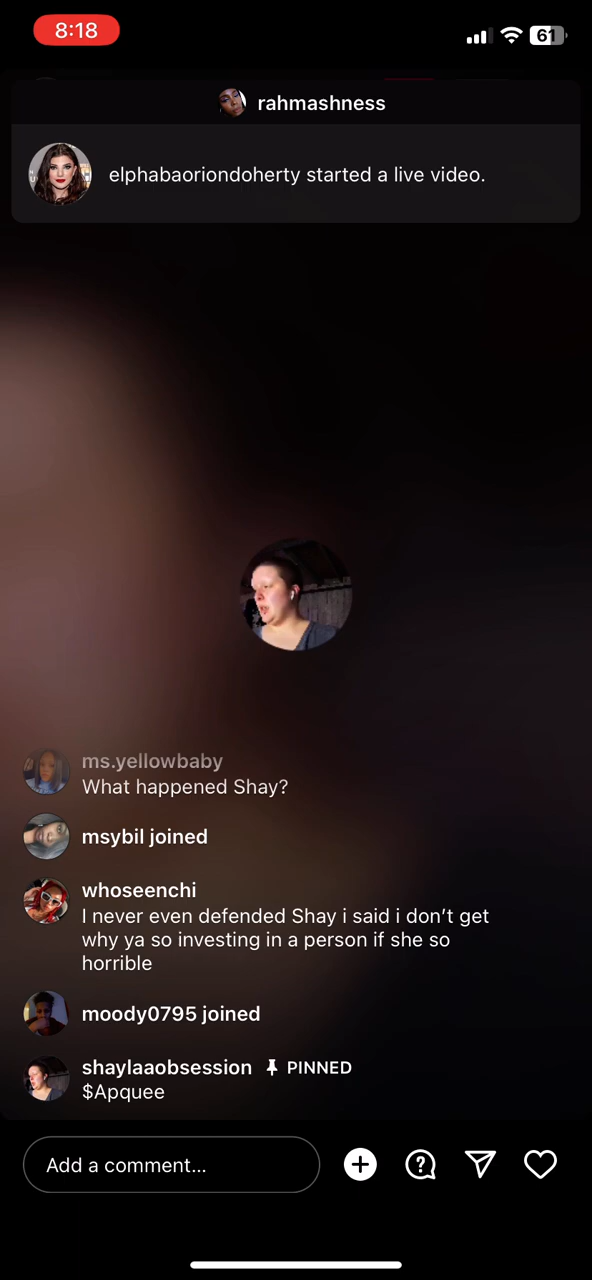 8:18
61
rahmashness
elphabaoriondoherty started a live video.
ms.yellowbaby
What happened Shay?
msybil joined
whoseenchi
I never even defended Shay i said i don’t get
why ya so investing in a person if she so
horrible
moody0795 joined
shaylaaobsession PINNED
$Apquee
Add a comment...